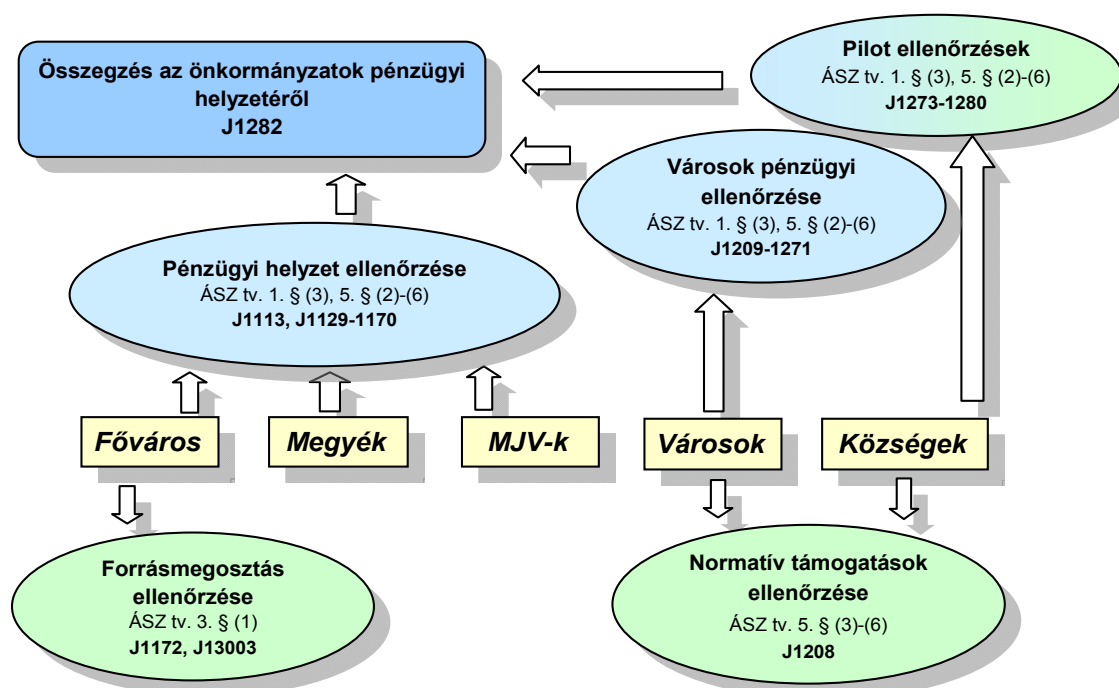 Összegzés az önkormányzatok pénzügyi
helyzetéről
J1282
Pilot ellenőrzések
ÁSZ tv. 1. § (3), 5. § (2)-(6)
J1273-1280
Városok pénzügyi
ellenőrzése
ÁSZ tv. 1. § (3), 5. § (2)-(6)
J1209-1271
Pénzügyi helyzet ellenőrzése
ÁSZ tv. 1. § (3), 5. § (2)-(6)
J1113, J1129-1170
Főváros
Megyék
MJV-k
Városok
Községek
Forrásmegosztás
ellenőrzése
ÁSZ tv. 3. § (1)
J1172, J13003
Normatív támogatások
ellenőrzése
ÁSZ tv. 5. § (3)-(6)
J1208